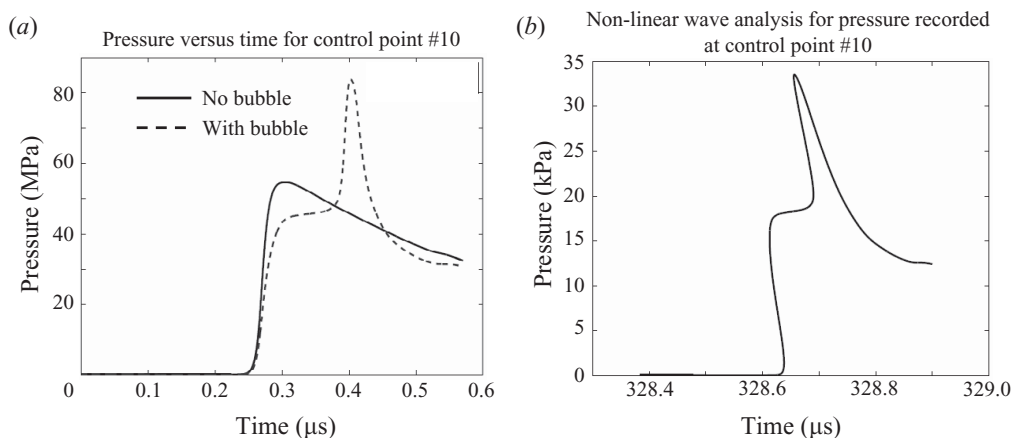 (a)
Pressure versus time for control point #10
80
60
40
20
0
0.1
0.2
0.3
0.4
0.5
0.6
Pressure (MPa)
Time (μs)
No bubble
With bubble
(b)
Non-linear wave analysis for pressure recorded
at control point #10
35
30
25
20
15
10
5
0
328.4
328.6
328.8
329.0
Pressure (kPa)
Time (μs)